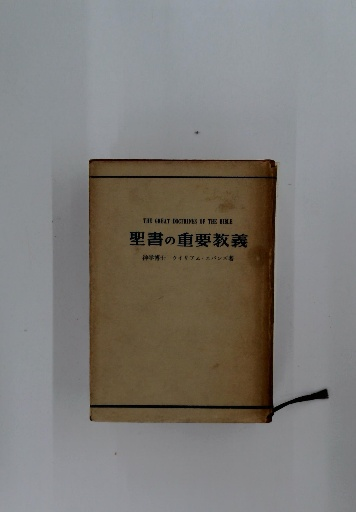 THE GREAT DOCTRINES OF THE BIBLE
聖書の重要教義
神学博士 ウイリアム・エバンス著